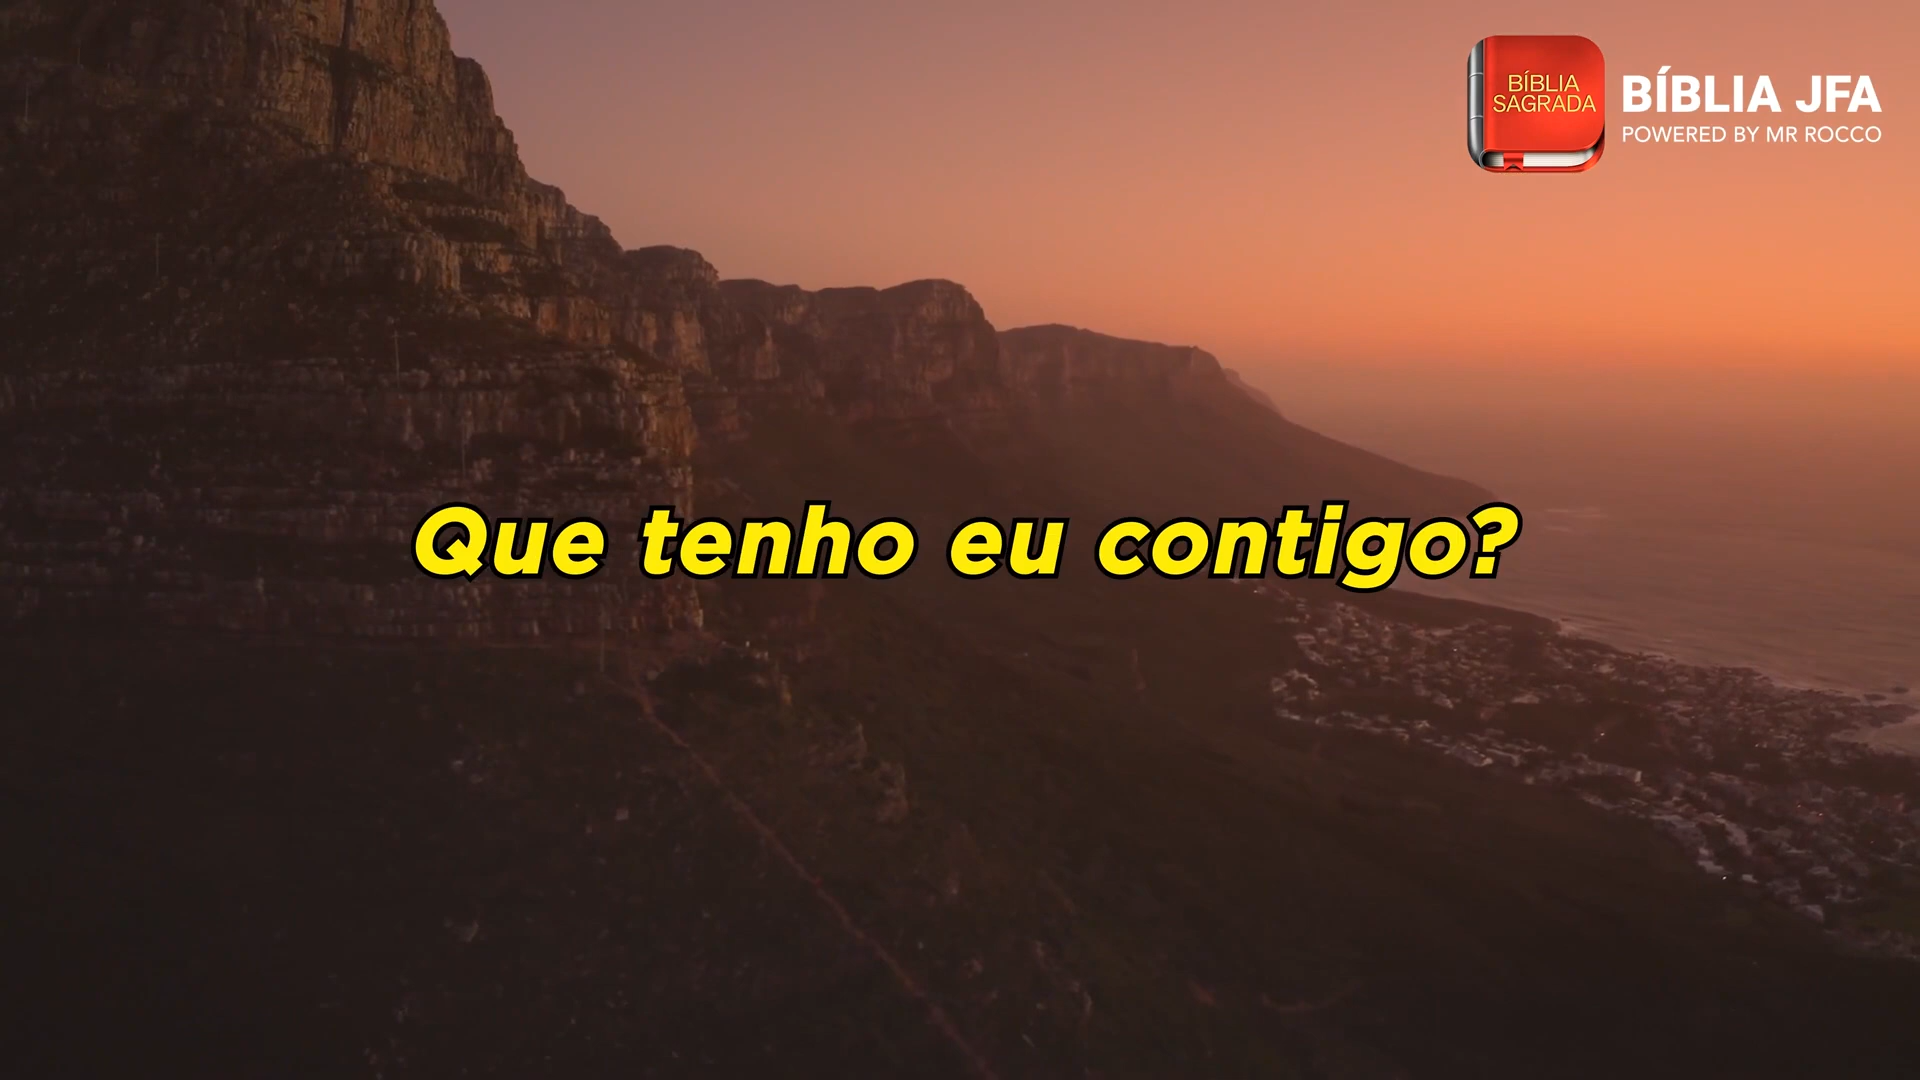 BÍBLIA
SAGRADA
BÍBLIA JFA
POWERED BY MR ROCCO
Que tenho eu contigo?